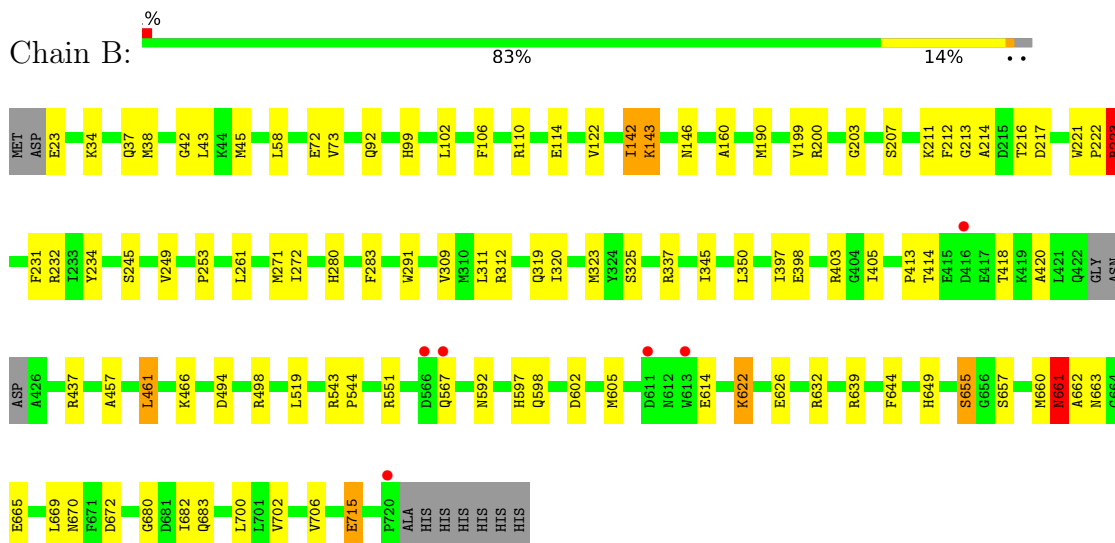 %
Chain B:
83% 14% • •
MET ASP E23 K34 Q37 M38 G42 L43 K44 M45 L58 E72 V73 Q92 H99 L102 F106 R110 E114 V122 I142 K143 N146 A160 M190 V199 R200 G203 S207 K211 F212 G213 A214 D215 T216 D217 W221 P222
F231 R232 I233 Y234 S245 V249 P253 L261 M271 I272 H280 F283 W291 V309 M310 L311 R312 Q319 I320 M323 Y324 S325 R337 I345 L350 I397 E398 R403 G404 I405 P413 T414 E415 D416 E417 T418 K419 A420 L421 Q422 GLY ASN
ASP A426 R437 A457 L461 K466 D494 R498 L519 R543 P544 R551 D566 Q567 N592 H597 Q598 D602 M605 D611 N612 W613 E614 K622 E626 R632 R639 F644 H649 S655 G656 S657 M660 N661 A662 N663 G664
E665 L669 N670 F671 D672 G680 D681 I682 Q683 L700 L701 V702 V706 E715 P720 ALA HIS HIS HIS HIS HIS HIS